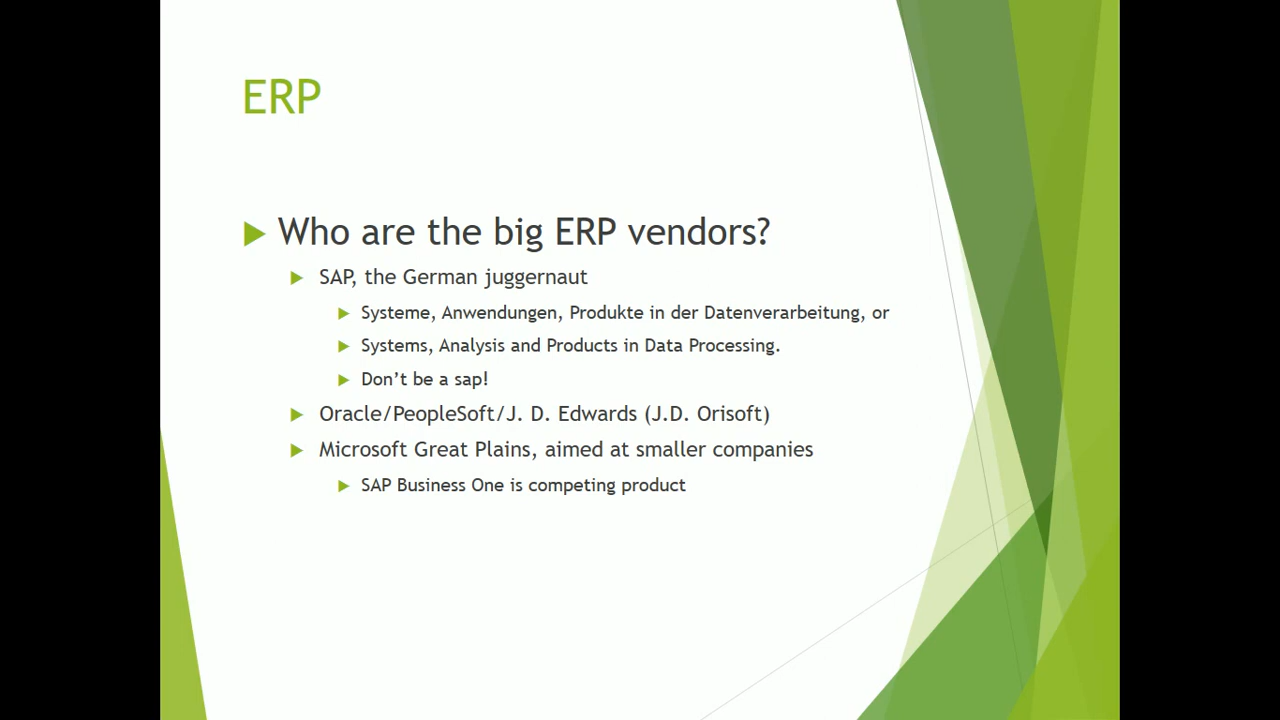 ERP
Who are the big ERP vendors?
SAP, the German juggernaut
Systeme, Anwendungen, Produkte in der Datenverarbeitung, or
Systems, Analysis and Products in Data Processing.
Don’t be a sap!
Oracle/PeopleSoft/J. D. Edwards (J.D. Orisoft)
Microsoft Great Plains, aimed at smaller companies
SAP Business One is competing product